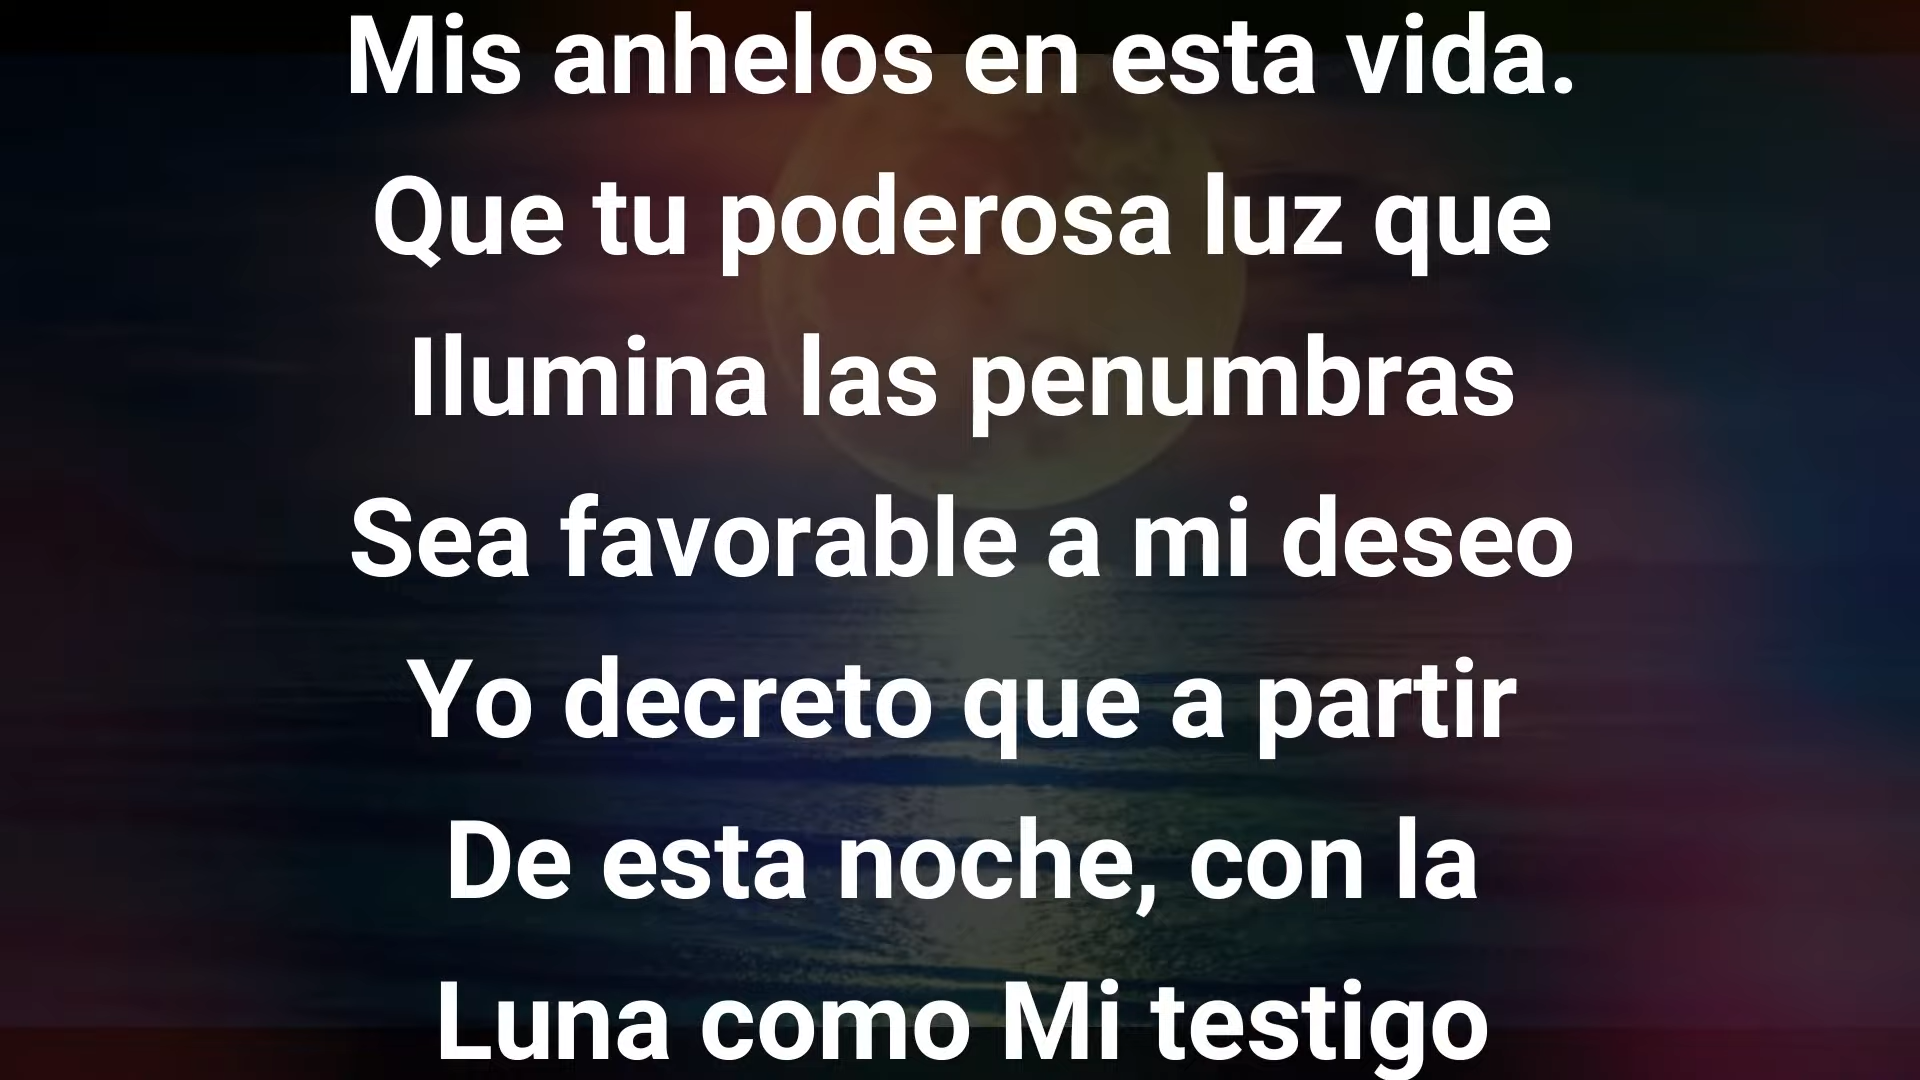 Mis anhelos en esta vida.
Que tu poderosa luz que
Ilumina las penumbras
Sea favorable a mi deseo
Yo decreto que a partir
De esta noche, con la
Luna como Mi testigo